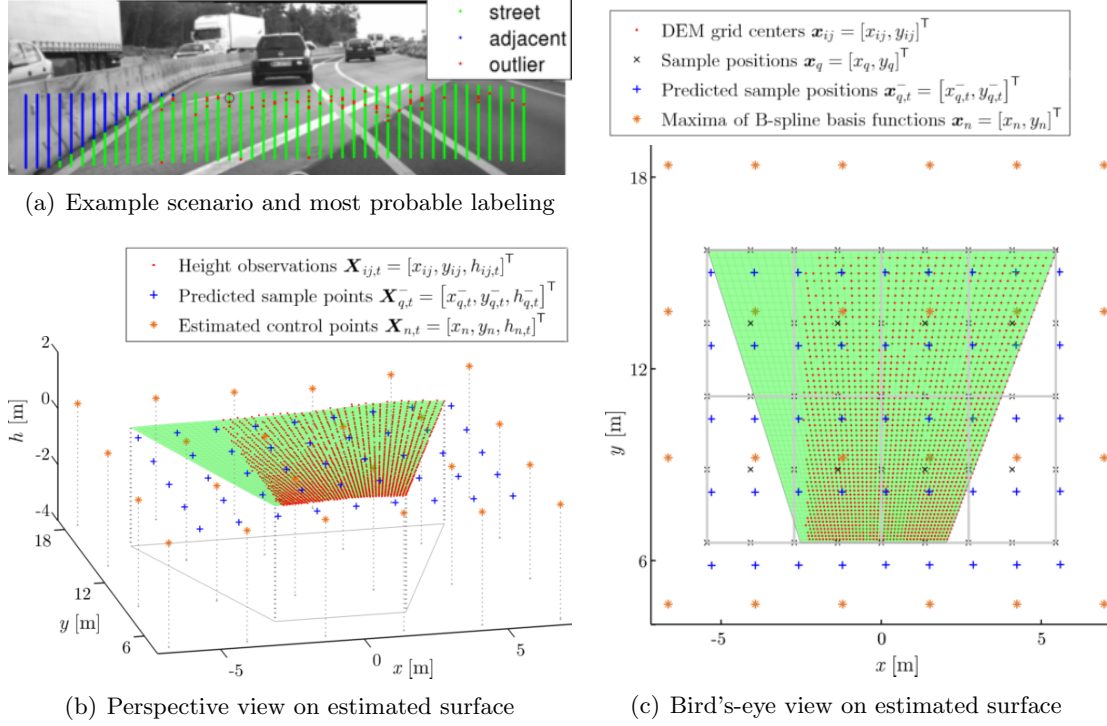 street
adjacent
outlier
(a) Example scenario and most probable labeling
Height observations X_{ij,t} = [x_{ij}, y_{ij}, h_{ij,t}]^T
Predicted sample points X^-_{q,t} = [x^-_{q,t}, y^-_{q,t}, h^-_{q,t}]^T
Estimated control points X_{n,t} = [x_n, y_n, h_{n,t}]^T
2
0
-2
-4
h [m]
18
12
6
y [m]
-5
0
5
x [m]
(b) Perspective view on estimated surface
DEM grid centers x_{ij} = [x_{ij}, y_{ij}]^T
Sample positions x_q = [x_q, y_q]^T
Predicted sample positions x^-_{q,t} = [x^-_{q,t}, y^-_{q,t}]^T
Maxima of B-spline basis functions x_n = [x_n, y_n]^T
18
12
6
y [m]
-5
0
5
x [m]
(c) Bird's-eye view on estimated surface